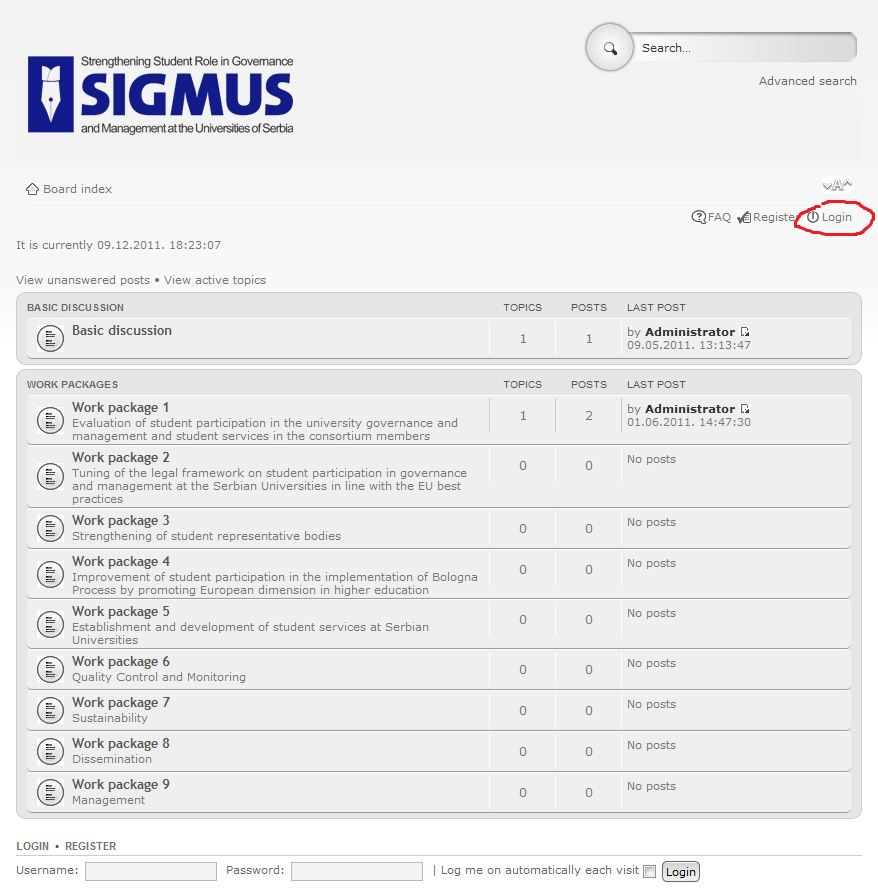 Strengthening Student Role in Governance
SIGMUS
and Management at the Universities of Serbia
Search...
Advanced search
Board index
A
FAQ Register Login
It is currently 09.12.2011. 18:23:07
View unanswered posts • View active topics
BASIC DISCUSSION TOPICS POSTS LAST POST
Basic discussion 1 1 by Administrator
09.05.2011. 13:13:47
WORK PACKAGES TOPICS POSTS LAST POST
Work package 1 1 2 by Administrator
Evaluation of student participation in the university governance and 01.06.2011. 14:47:30
management and student services in the consortium members
Work package 2 0 0 No posts
Tuning of the legal framework on student participation in governance
and management at the Serbian Universities in line with the EU best
practices
Work package 3 0 0 No posts
Strengthening of student representative bodies
Work package 4 0 0 No posts
Improvement of student participation in the implementation of Bologna
Process by promoting European dimension in higher education
Work package 5 0 0 No posts
Establishment and development of student services at Serbian
Universities
Work package 6 0 0 No posts
Quality Control and Monitoring
Work package 7 0 0 No posts
Sustainability
Work package 8 0 0 No posts
Dissemination
Work package 9 0 0 No posts
Management
LOGIN • REGISTER
Username: Password: | Log me on automatically each visit Login